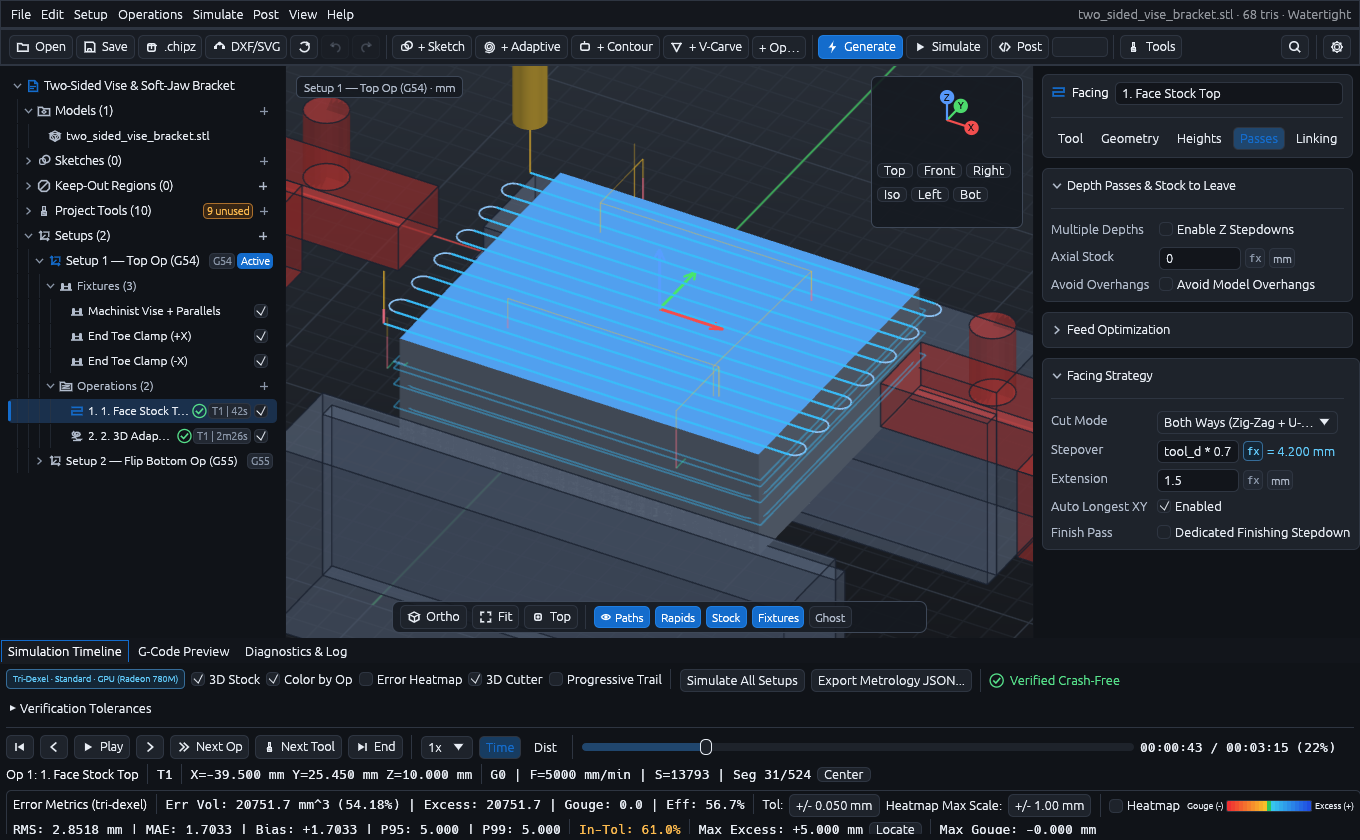 File Edit Setup Operations Simulate Post View Help
two_sided_vise_bracket.stl · 68 tris · Watertight
Open Save .chipz DXF/SVG + Sketch + Adaptive + Contour + V-Carve + Op... Generate Simulate Post Tools
Two-Sided Vise & Soft-Jaw Bracket
Models (1) +
two_sided_vise_bracket.stl
Sketches (0) +
Keep-Out Regions (0) +
Project Tools (10) 9 unused +
Setups (2) +
Setup 1 — Top Op (G54) G54 Active
Fixtures (3)
Machinist Vise + Parallels
End Toe Clamp (+X)
End Toe Clamp (-X)
Operations (2) +
1. 1. Face Stock T... T1 | 42s
2. 2. 3D Adap... T1 | 2m26s
Setup 2 — Flip Bottom Op (G55) G55
Setup 1 — Top Op (G54) · mm
Z
Y
X
Top Front Right
Iso Left Bot
Ortho Fit Top Paths Rapids Stock Fixtures Ghost
Facing 1. Face Stock Top
Tool Geometry Heights Passes Linking
Depth Passes & Stock to Leave
Multiple Depths Enable Z Stepdowns
Axial Stock 0 fx mm
Avoid Overhangs Avoid Model Overhangs
Feed Optimization
Facing Strategy
Cut Mode Both Ways (Zig-Zag + U-...
Stepover tool_d * 0.7 fx = 4.200 mm
Extension 1.5 fx mm
Auto Longest XY Enabled
Finish Pass Dedicated Finishing Stepdown
Simulation Timeline G-Code Preview Diagnostics & Log
Tri-Dexel · Standard · GPU (Radeon 780M) 3D Stock Color by Op Error Heatmap 3D Cutter Progressive Trail Simulate All Setups Export Metrology JSON... Verified Crash-Free
Verification Tolerances
Play Next Op Next Tool End 1x Time Dist 00:00:43 / 00:03:15 (22%)
Op 1: 1. Face Stock Top T1 X=-39.500 mm Y=25.450 mm Z=10.000 mm G0 | F=5000 mm/min | S=13793 | Seg 31/524 Center
Error Metrics (tri-dexel) Err Vol: 20751.7 mm^3 (54.18%) | Excess: 20751.7 | Gouge: 0.0 | Eff: 56.7% Tol: +/- 0.050 mm Heatmap Max Scale: +/- 1.00 mm Heatmap Gouge (-) Excess (+)
RMS: 2.8518 mm | MAE: 1.7033 | Bias: +1.7033 | P95: 5.000 | P99: 5.000 In-Tol: 61.0% Max Excess: +5.000 mm Locate Max Gouge: -0.000 mm